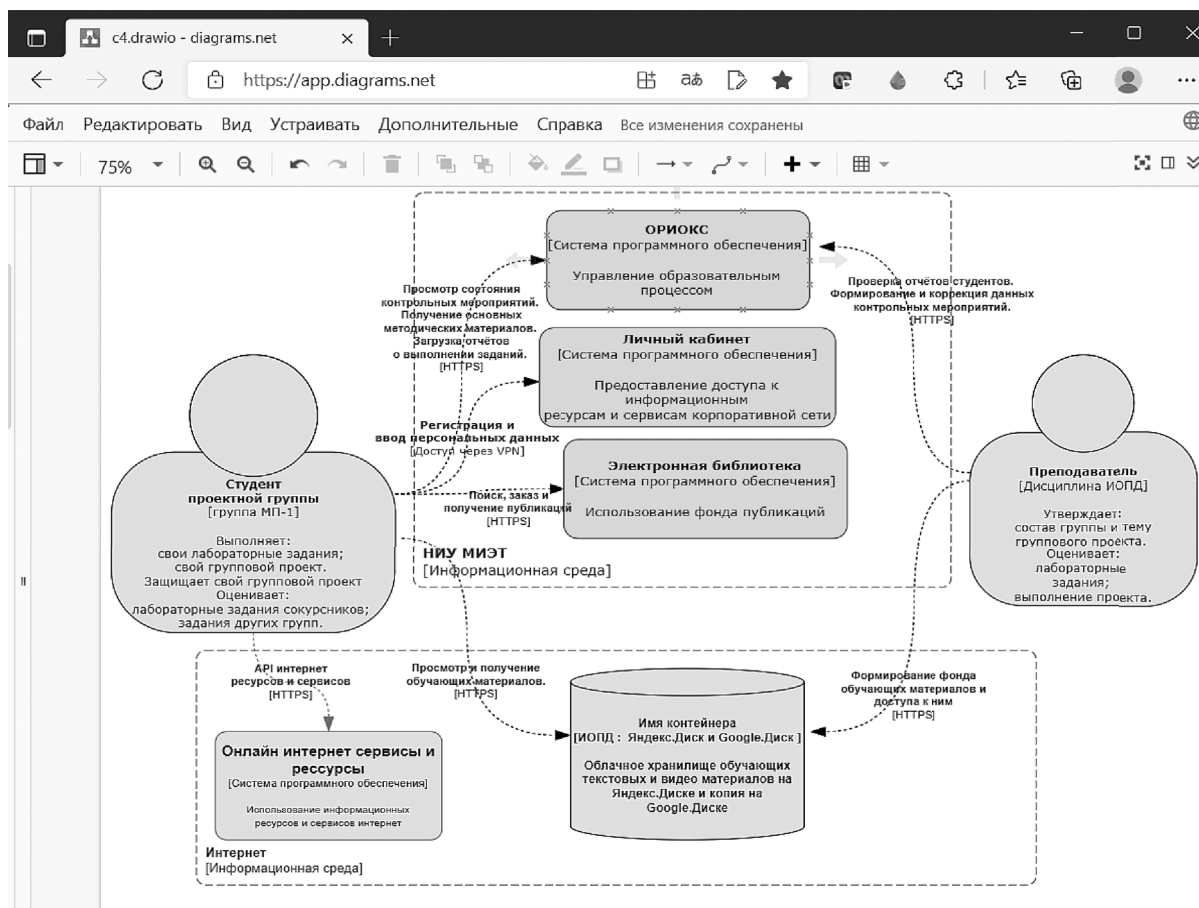 c4.drawio - diagrams.net
https://app.diagrams.net
Файл Редактировать Вид Устраивать Дополнительные Справка Все изменения сохранены
75%
ОРИОКС
[Система программного обеспечения]
Управление образовательным
процессом
Просмотр состояния
контрольных мероприятий.
Получение основных
методических материалов.
Загрузка отчётов
о выполнении заданий.
[HTTPS]
Проверка отчётов студентов.
Формирование и коррекция данных
контрольных мероприятий.
[HTTPS]
Личный кабинет
[Система программного обеспечения]
Предоставление доступа к
информационным
ресурсам и сервисам корпоративной сети
Регистрация и
ввод персональных данных
[Доступ через VPN]
Электронная библиотека
[Система программного обеспечения]
Использование фонда публикаций
Поиск, заказ и
получение публикаций
[HTTPS]
НИУ МИЭТ
[Информационная среда]
Студент
проектной группы
[группа МП-1]
Выполняет:
свои лабораторные задания;
свой групповой проект.
Защищает свой групповой проект
Оценивает:
лабораторные задания сокурсников;
задания других групп.
Преподаватель
[Дисциплина ИОПД]
Утверждает:
состав группы и тему
группового проекта.
Оценивает:
лабораторные
задания;
выполнение проекта.
API интернет
ресурсов и сервисов
[HTTPS]
Просмотр и получение
обучающих материалов.
[HTTPS]
Формирование фонда
обучающих материалов и
доступа к ним
[HTTPS]
Онлайн интернет сервисы и
рессурсы
[Система программного обеспечения]
Использование информационных
ресурсов и сервисов интернет
Имя контейнера
[ИОПД : Яндекс.Диск и Google.Диск ]
Облачное хранилище обучающих
текстовых и видео материалов на
Яндекс.Диске и копия на
Google.Диске
Интернет
[Информационная среда]